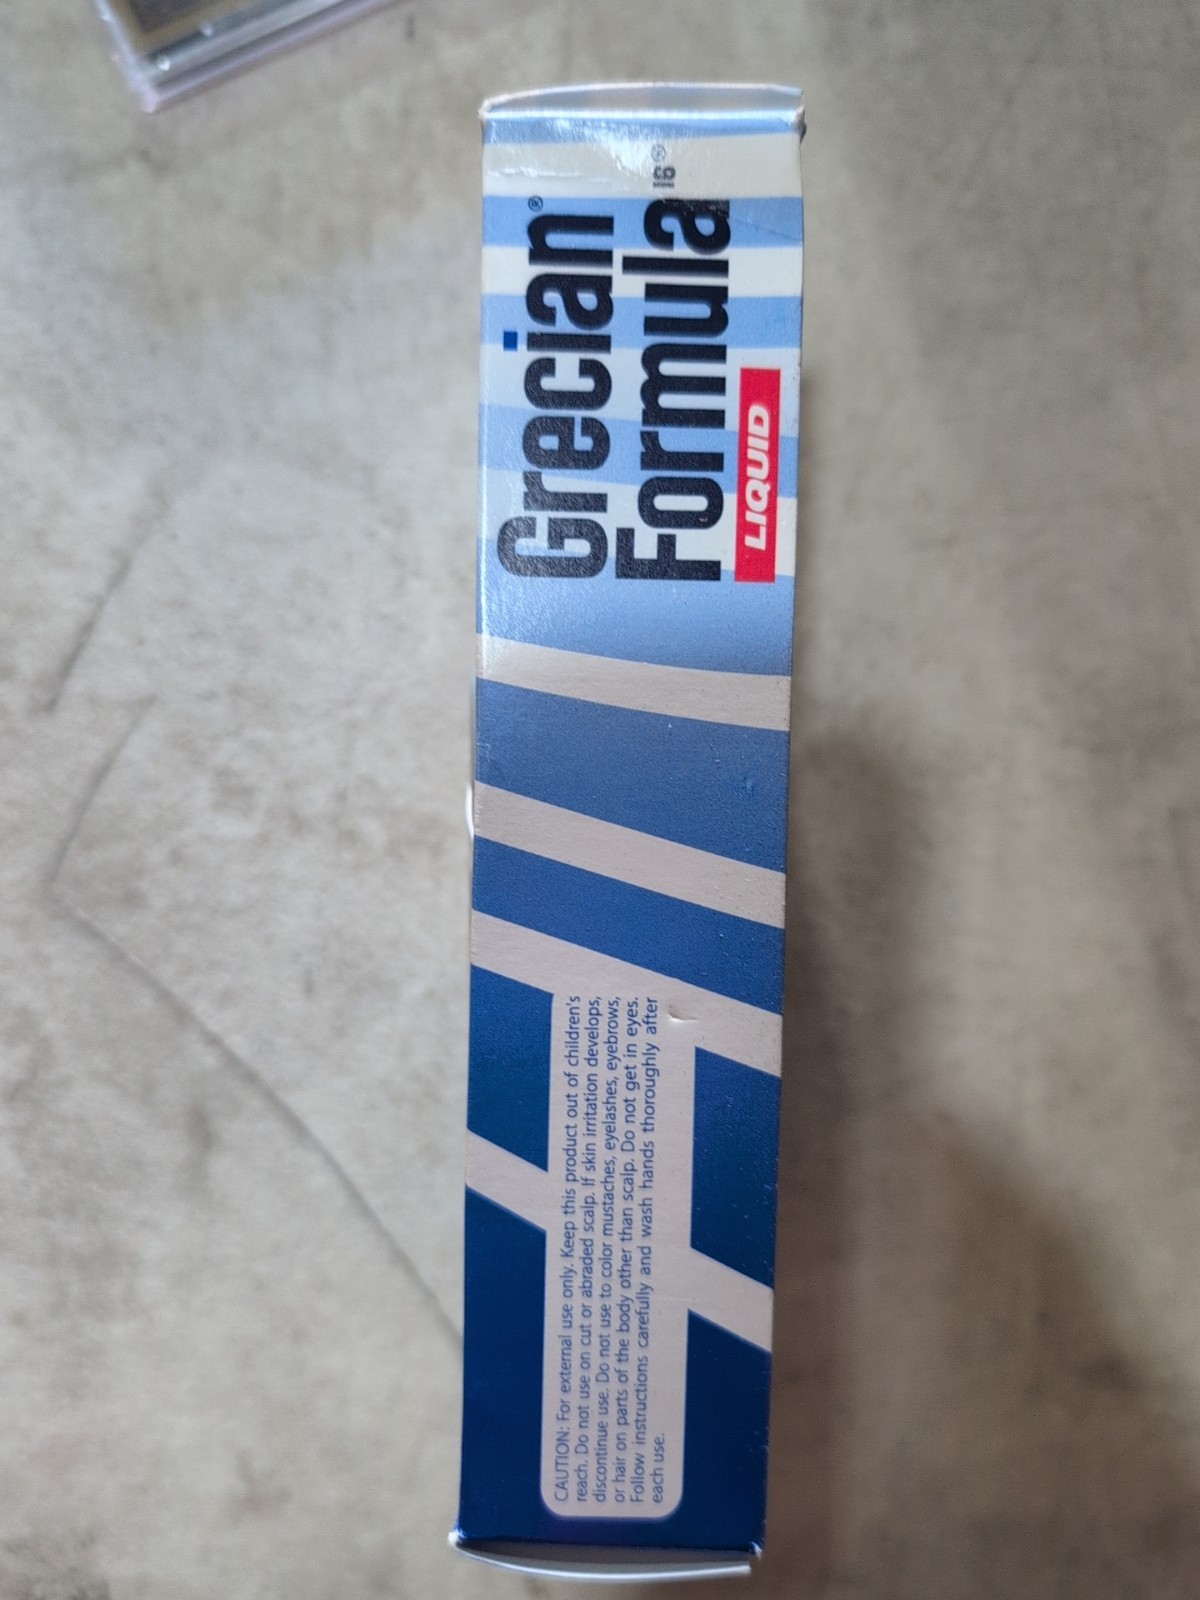 Grecian®
Formula 16®
LIQUID
CAUTION: For external use only. Keep this product out of children's
reach. Do not use on cut or abraded scalp. If skin irritation develops,
discontinue use. Do not use to color mustaches, eyelashes, eyebrows,
or hair on parts of the body other than scalp. Do not get in eyes.
Follow instructions carefully and wash hands thoroughly after
each use.